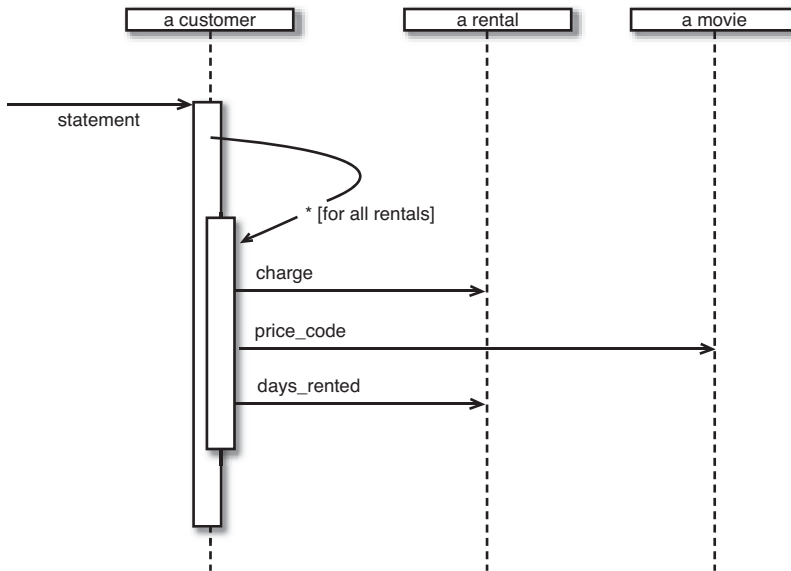 a customer
a rental
a movie
statement
* [for all rentals]
charge
price_code
days_rented